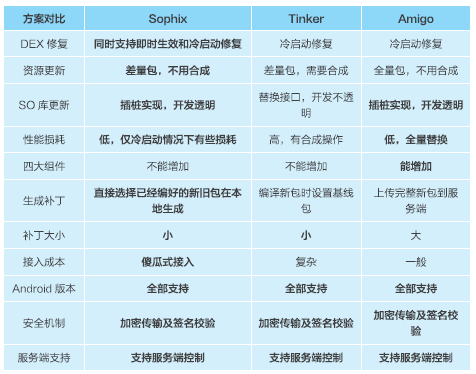 方案对比 Sophix Tinker Amigo
DEX 修复 同时支持即时生效和冷启动修复 冷启动修复 冷启动修复
资源更新 差量包，不用合成 差量包，需要合成 全量包，不用合成
SO 库更新 插桩实现，开发透明 替换接口，开发不透
明 插桩实现，开发透明
性能损耗 低，仅冷启动情况下有些损耗 高，有合成操作 低，全量替换
四大组件 不能增加 不能增加 能增加
生成补丁 直接选择已经编好的新旧包在本
地生成 编译新包时设置基线
包 上传完整新包到服
务端
补丁大小 小 小 大
接入成本 傻瓜式接入 复杂 一般
Android 版本 全部支持 全部支持 全部支持
安全机制 加密传输及签名校验 加密传输及签名校验 加密传输及签名校
验
服务端支持 支持服务端控制 支持服务端控制 支持服务端控制